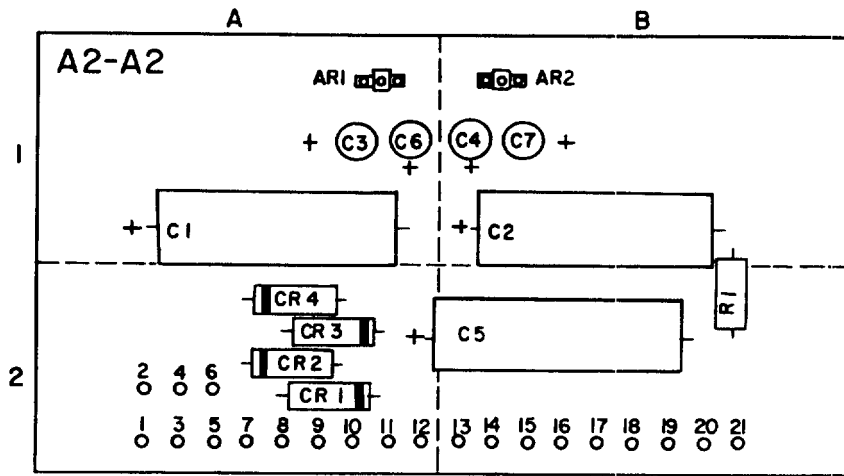 A B
A2-A2
AR1 AR2
1
+ C3 C6 C4 C7 +
+ +
+ C1 + C2
CR4
R1
CR3 + C5
2
CR2
2 4 6
CR1
1 3 5 7 8 9 10 11 12 13 14 15 16 17 18 19 20 21